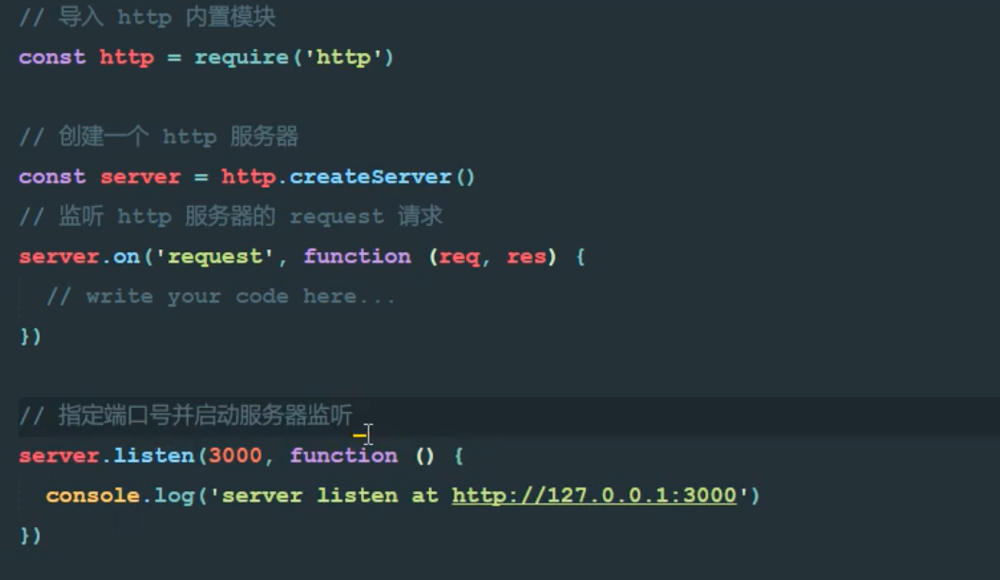 // 导入 http 内置模块
const http = require('http')
// 创建一个 http 服务器
const server = http.createServer()
// 监听 http 服务器的 request 请求
server.on('request', function (req, res) {
  // write your code here...
})
// 指定端口号并启动服务器监听
server.listen(3000, function () {
  console.log('server listen at http://127.0.0.1:3000')
})